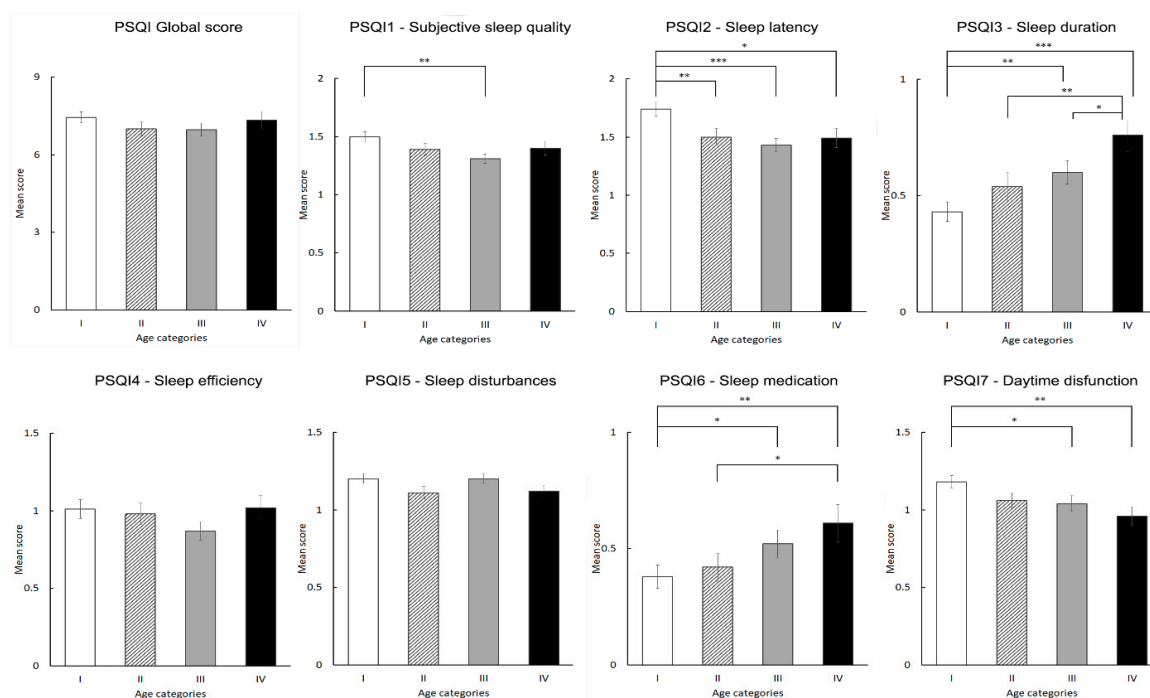 PSQI Global score
9
6
3
0
Mean score
I II III IV
Age categories
PSQI1 - Subjective sleep quality
**
2
1.5
1
0.5
0
Mean score
I II III IV
Age categories
PSQI2 - Sleep latency
*
***
**
2
1.5
1
0.5
0
Mean score
I II III IV
Age categories
PSQI3 - Sleep duration
***
**
**
*
1
0.5
0
Mean score
I II III IV
Age categories
PSQI4 - Sleep efficiency
1.5
1
0.5
0
Mean score
I II III IV
Age categories
PSQI5 - Sleep disturbances
1.5
1
0.5
0
Mean score
I II III IV
Age categories
PSQI6 - Sleep medication
**
*
*
1
0.5
0
Mean score
I II III IV
Age categories
PSQI7 - Daytime disfunction
**
*
1.5
1
0.5
0
Mean score
I II III IV
Age categories